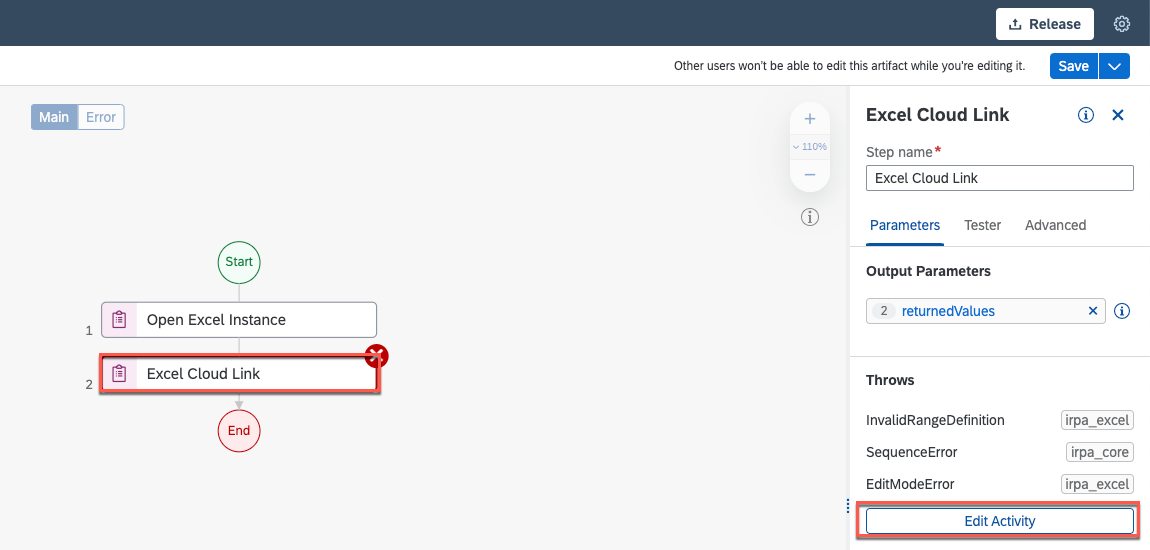 Release
Other users won't be able to edit this artifact while you're editing it.
Save
Main
Error
110%
Start
1
Open Excel Instance
2
Excel Cloud Link
End
Excel Cloud Link
Step name*
Excel Cloud Link
Parameters
Tester
Advanced
Output Parameters
2 returnedValues
Throws
InvalidRangeDefinition irpa_excel
SequenceError irpa_core
EditModeError irpa_excel
Edit Activity